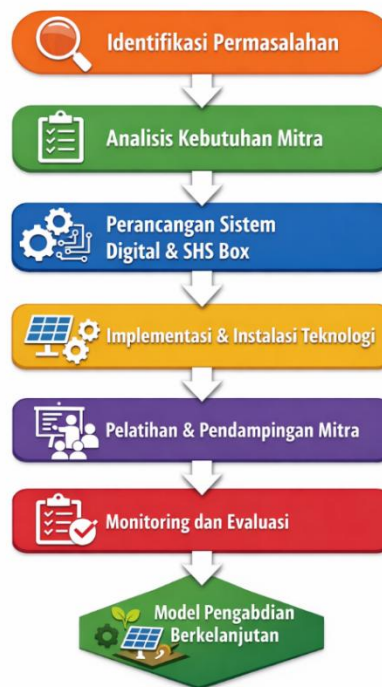 Identifikasi Permasalahan
Analisis Kebutuhan Mitra
Perancangan Sistem
Digital & SHS Box
Implementasi & Instalasi Teknologi
Pelatihan & Pendampingan Mitra
Monitoring dan Evaluasi
Model Pengabdian
Berkelanjutan